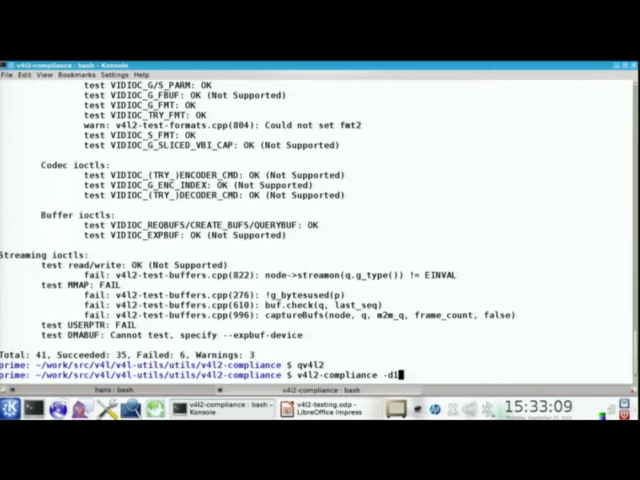 v4l2-compliance : bash - Konsole
File Edit View Bookmarks Settings Help
test VIDIOC_G/S_PARM: OK
test VIDIOC_G_FBUF: OK (Not Supported)
test VIDIOC_G_FMT: OK
test VIDIOC_TRY_FMT: OK
warn: v4l2-test-formats.cpp(804): Could not set fmt2
test VIDIOC_S_FMT: OK
test VIDIOC_G_SLICED_VBI_CAP: OK (Not Supported)
Codec ioctls:
test VIDIOC_(TRY_)ENCODER_CMD: OK (Not Supported)
test VIDIOC_G_ENC_INDEX: OK (Not Supported)
test VIDIOC_(TRY_)DECODER_CMD: OK (Not Supported)
Buffer ioctls:
test VIDIOC_REQBUFS/CREATE_BUFS/QUERYBUF: OK
test VIDIOC_EXPBUF: OK (Not Supported)
Streaming ioctls:
test read/write: OK (Not Supported)
fail: v4l2-test-buffers.cpp(822): node->streamon(q.g_type()) != EINVAL
test MMAP: FAIL
fail: v4l2-test-buffers.cpp(276): !g_bytesused(p)
fail: v4l2-test-buffers.cpp(610): buf.check(q, last_seq)
fail: v4l2-test-buffers.cpp(996): captureBufs(node, q, m2m_q, frame_count, false)
test USERPTR: FAIL
test DMABUF: Cannot test, specify --expbuf-device
Total: 41, Succeeded: 35, Failed: 6, Warnings: 3
prime: ~/work/src/v4l/v4l-utils/utils/v4l2-compliance $ qv4l2
prime: ~/work/src/v4l/v4l-utils/utils/v4l2-compliance $ v4l2-compliance -d1
hans : bash
v4l2-compliance : bash
v4l2-compliance : bash –
Konsole
v4l2-testing.odp -
LibreOffice Impress
15:33:09